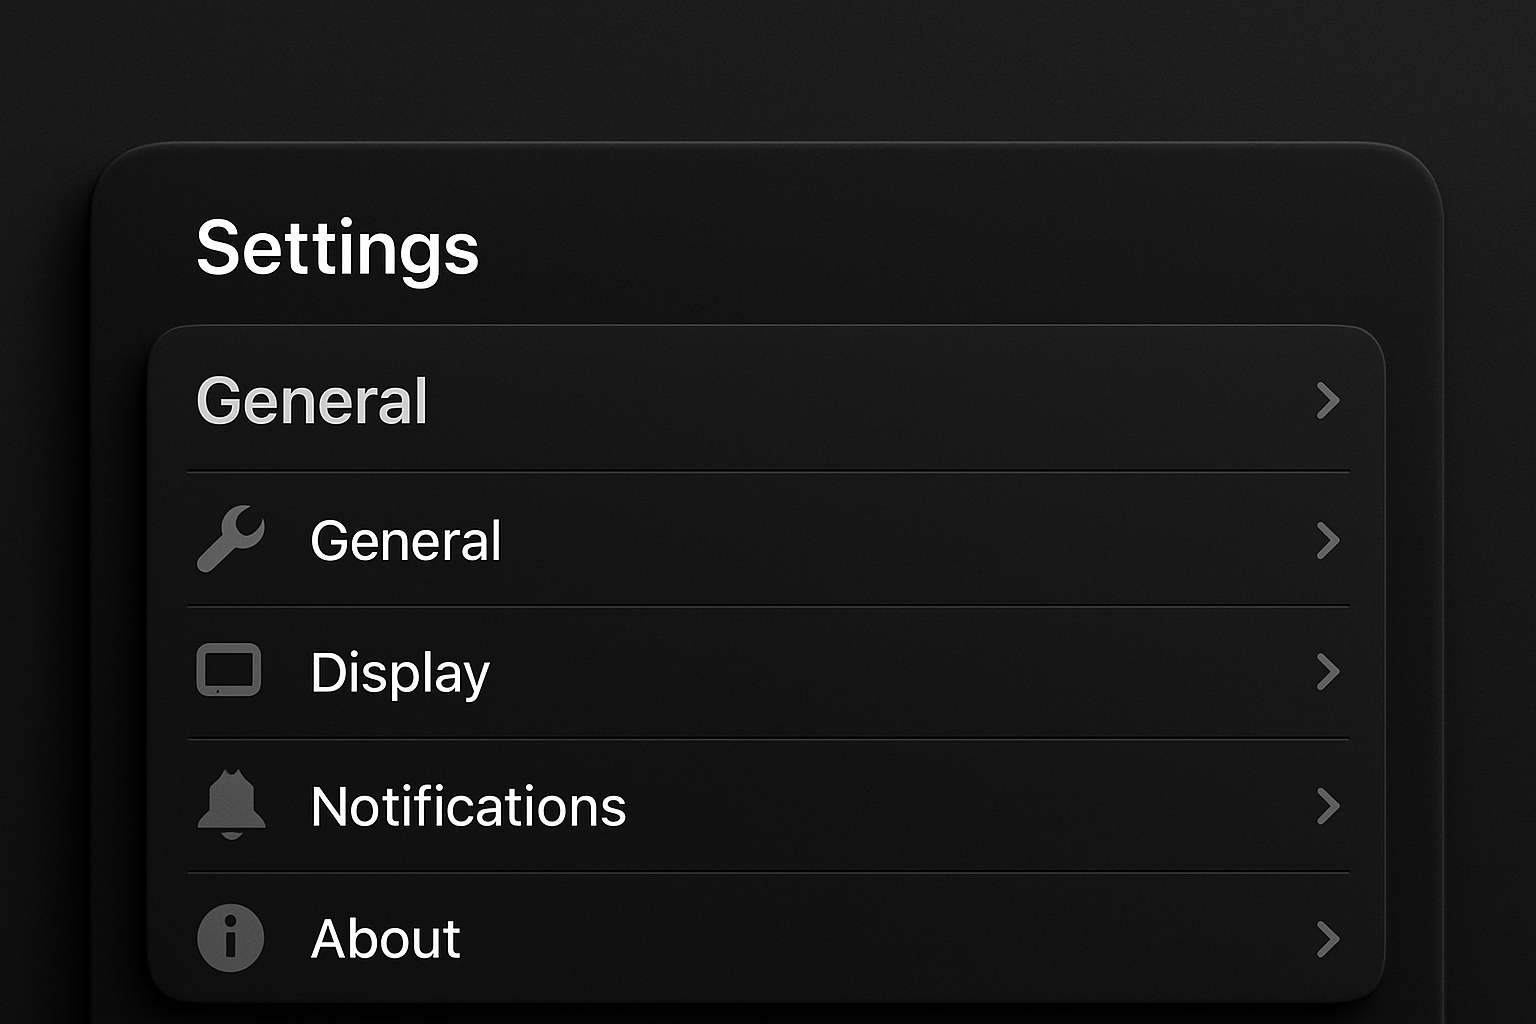 Settings
General
General
Display
Notifications
About